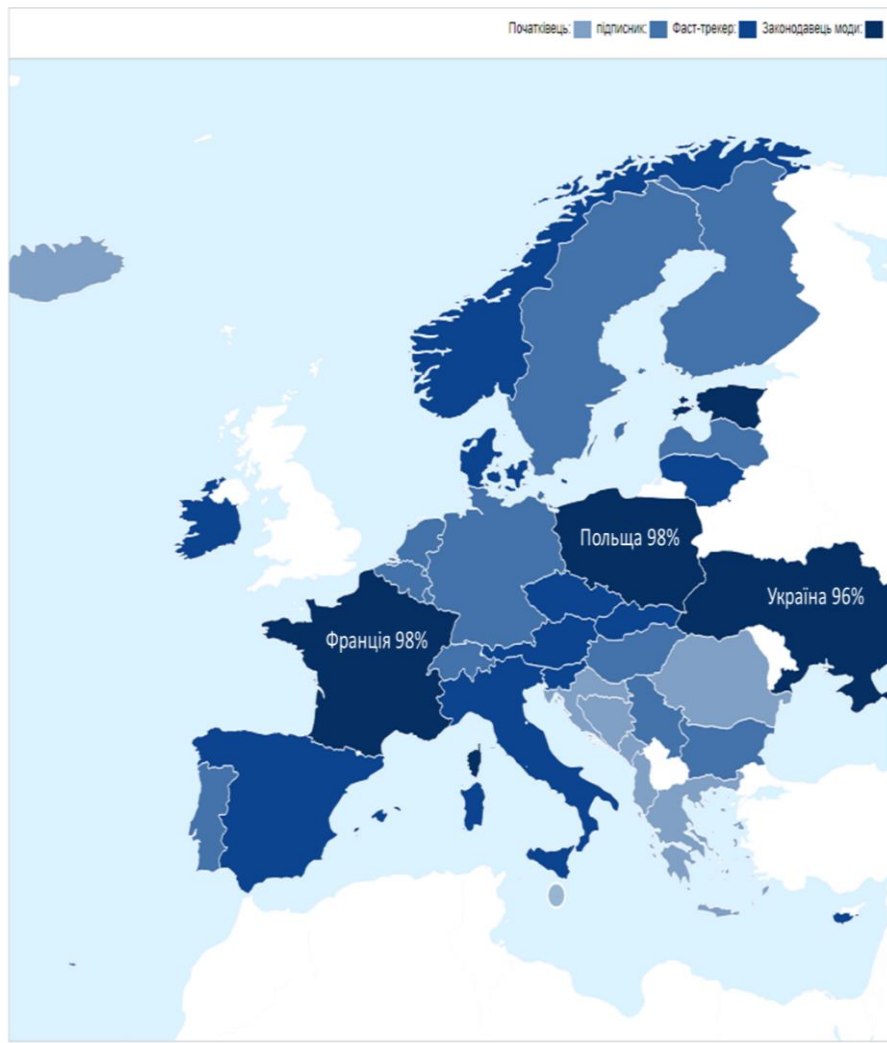 Початківець: підписник: Фаст-трекер: Законодавець моди:
Польща 98%
Україна 96%
Франція 98%